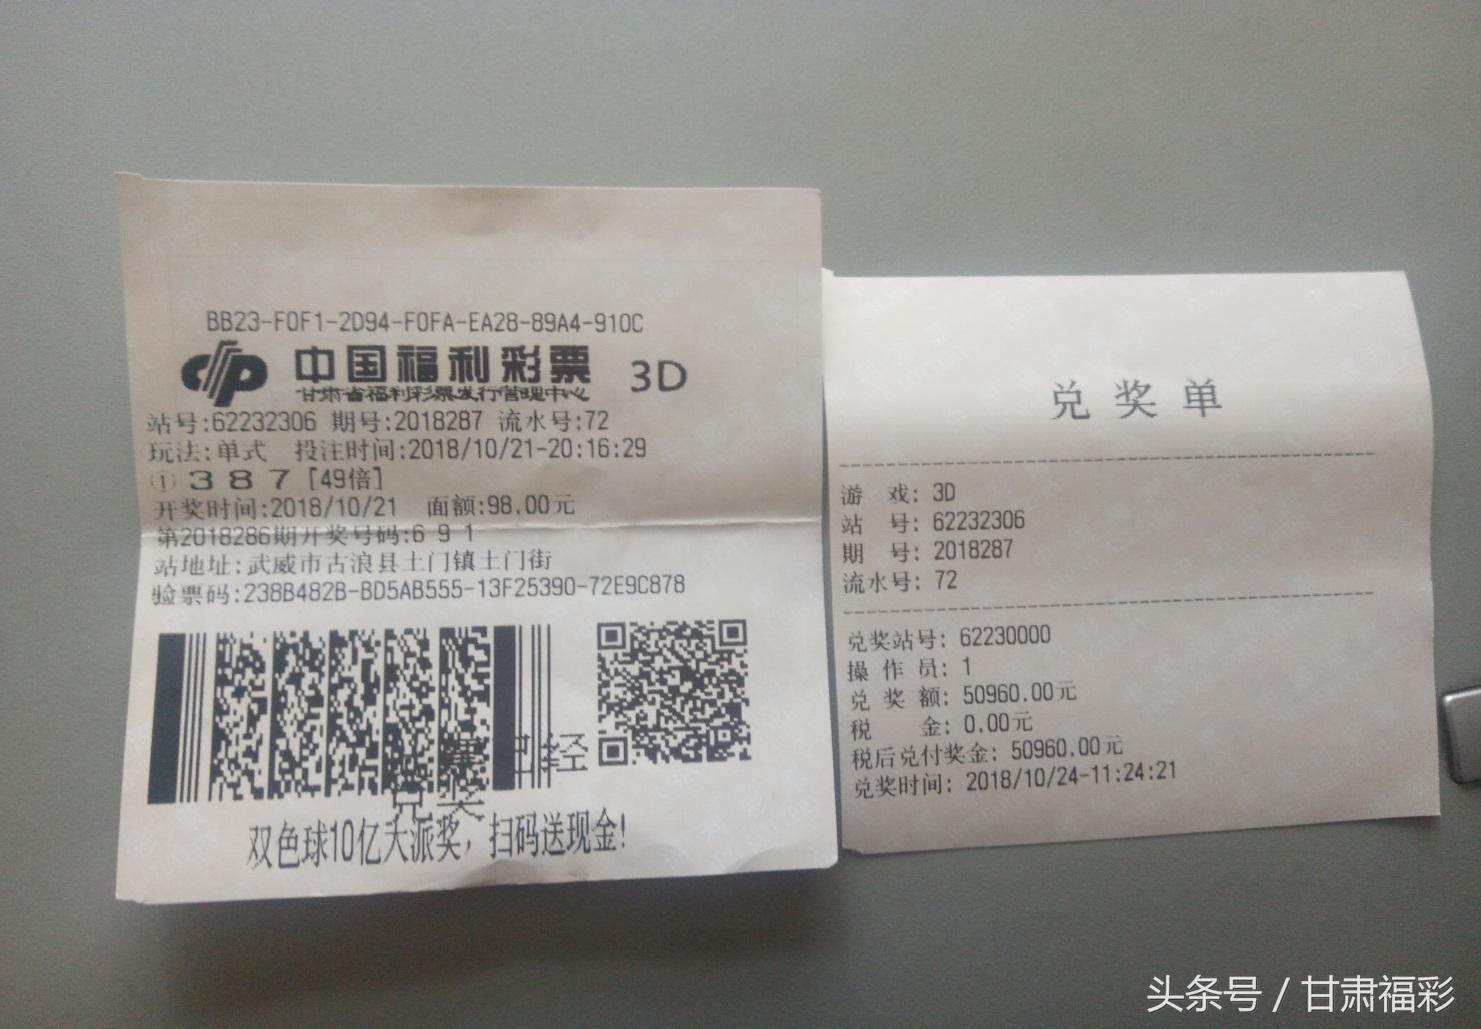 BB23-F0F1-2D94-F0FA-EA28-89A4-910C
中国福利彩票 3D
甘肃省福利彩票发行管理中心
站号:62232306 期号:2018287 流水号:72
玩法:单式 投注时间:2018/10/21-20:16:29
① 3 8 7 [49倍]
开奖时间:2018/10/21 面额:98.00元
第2018286期开奖号码:6 9 1
站地址:武威市古浪县土门镇土门街
验票码:238B482B-BD5AB555-13F25390-72E9C878
票已经
兑奖
双色球10亿大派奖，扫码送现金!
兑奖单
游 戏: 3D
站 号: 62232306
期 号: 2018287
流水号: 72
兑奖站号: 62230000
操 作 员: 1
兑 奖 额: 50960.00元
税 金: 0.00元
税后兑付奖金: 50960.00元
兑奖时间: 2018/10/24-11:24:21
头条号 / 甘肃福彩